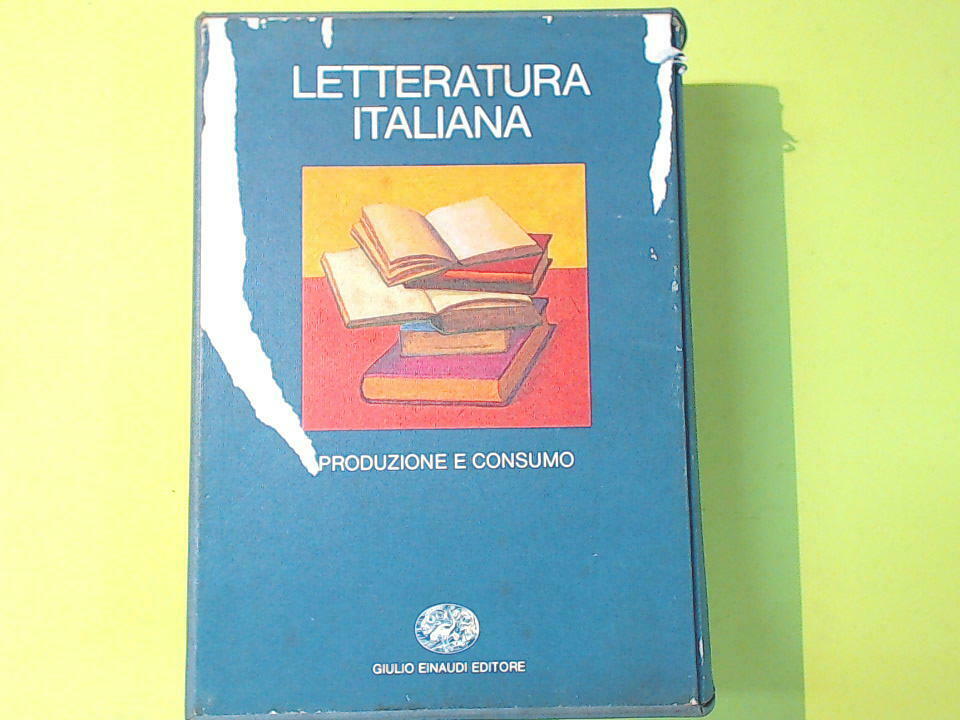 LETTERATURA
ITALIANA
PRODUZIONE E CONSUMO
GIULIO EINAUDI EDITORE